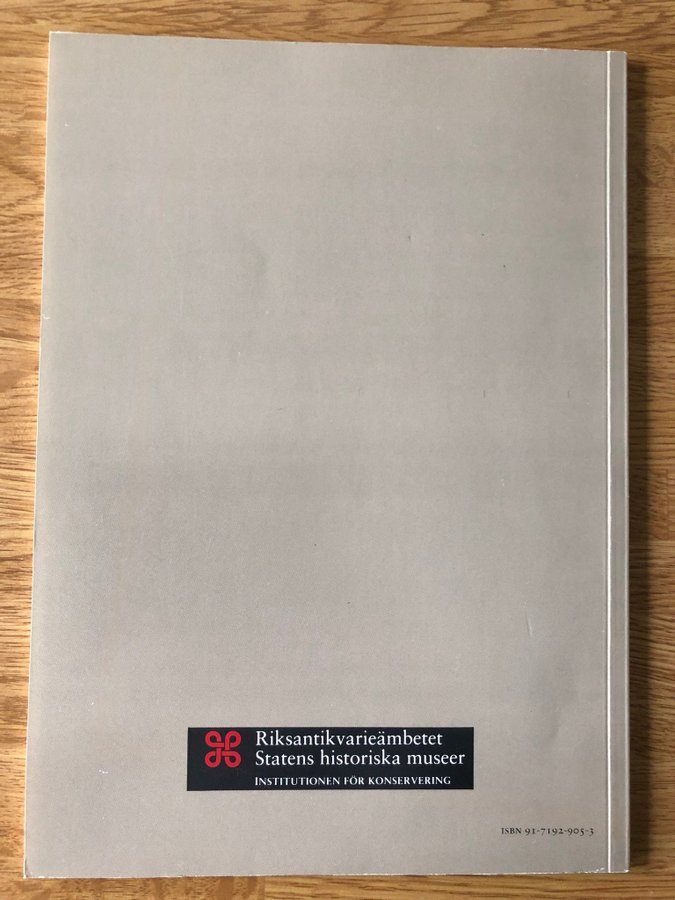 Riksantikvarieämbetet
Statens historiska museer
INSTITUTIONEN FÖR KONSERVERING
ISBN 91-7192-905-3